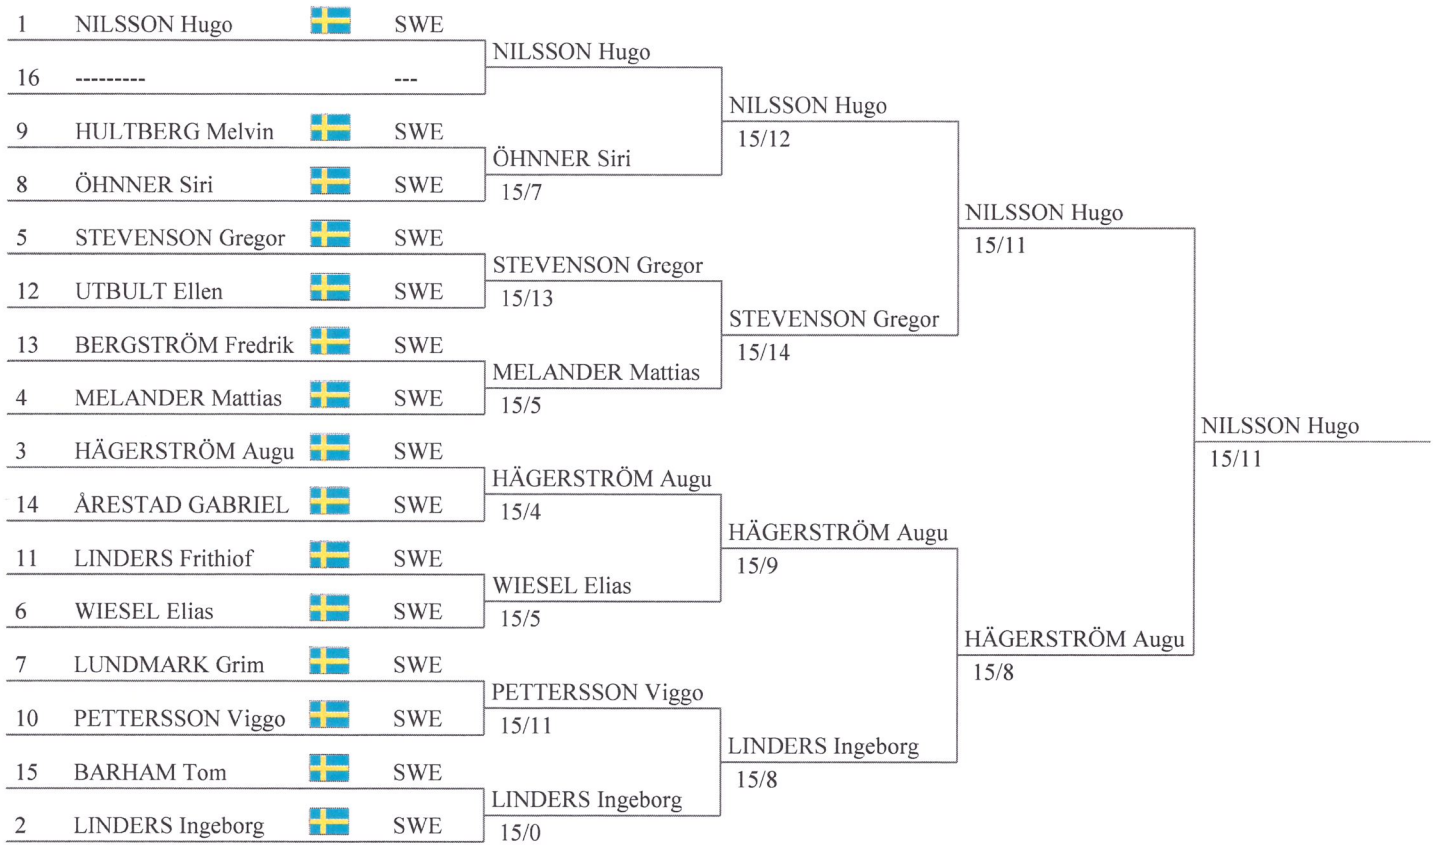 1 NILSSON Hugo SWE
16 --------- ---
9 HULTBERG Melvin SWE
8 ÖHNNER Siri SWE
5 STEVENSON Gregor SWE
12 UTBULT Ellen SWE
13 BERGSTRÖM Fredrik SWE
4 MELANDER Mattias SWE
3 HÄGERSTRÖM Augu SWE
14 ÅRESTAD GABRIEL SWE
11 LINDERS Frithiof SWE
6 WIESEL Elias SWE
7 LUNDMARK Grim SWE
10 PETTERSSON Viggo SWE
15 BARHAM Tom SWE
2 LINDERS Ingeborg SWE
NILSSON Hugo
ÖHNNER Siri
15/7
STEVENSON Gregor
15/13
MELANDER Mattias
15/5
HÄGERSTRÖM Augu
15/4
WIESEL Elias
15/5
PETTERSSON Viggo
15/11
LINDERS Ingeborg
15/0
NILSSON Hugo
15/12
STEVENSON Gregor
15/14
HÄGERSTRÖM Augu
15/9
LINDERS Ingeborg
15/8
NILSSON Hugo
15/11
HÄGERSTRÖM Augu
15/8
NILSSON Hugo
15/11